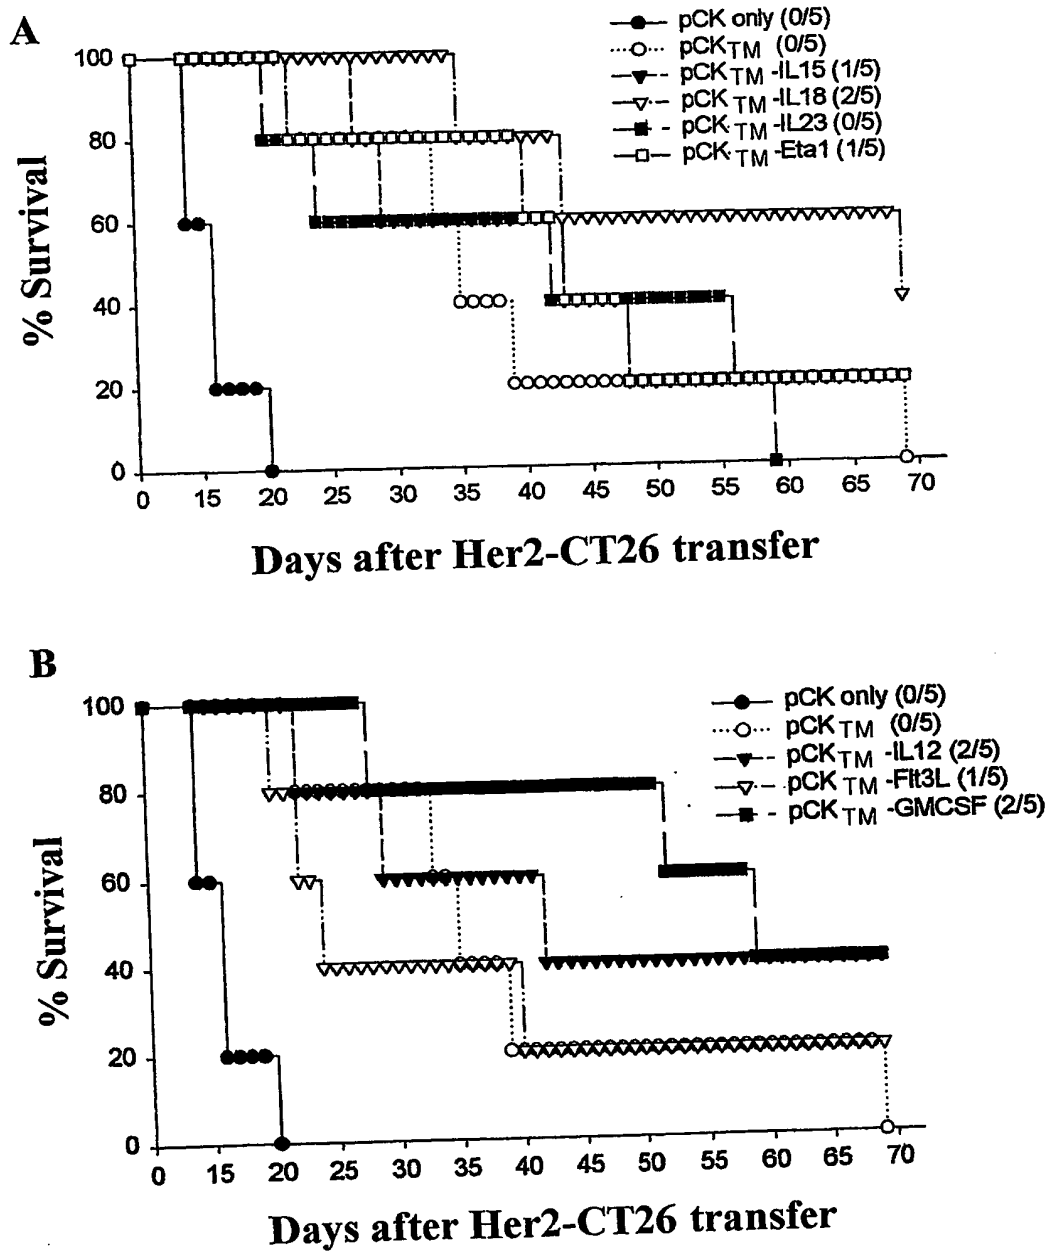 A
pCK only (0/5)
pCKTM (0/5)
pCKTM-IL15 (1/5)
pCKTM-IL18 (2/5)
pCKTM-IL23 (0/5)
pCKTM-Eta1 (1/5)
% Survival
100
80
60
40
20
0
0 15 20 25 30 35 40 45 50 55 60 65 70
Days after Her2-CT26 transfer
B
pCK only (0/5)
pCKTM (0/5)
pCKTM-IL12 (2/5)
pCKTM-Flt3L (1/5)
pCKTM-GMCSF (2/5)
% Survival
100
80
60
40
20
0
0 15 20 25 30 35 40 45 50 55 60 65 70
Days after Her2-CT26 transfer